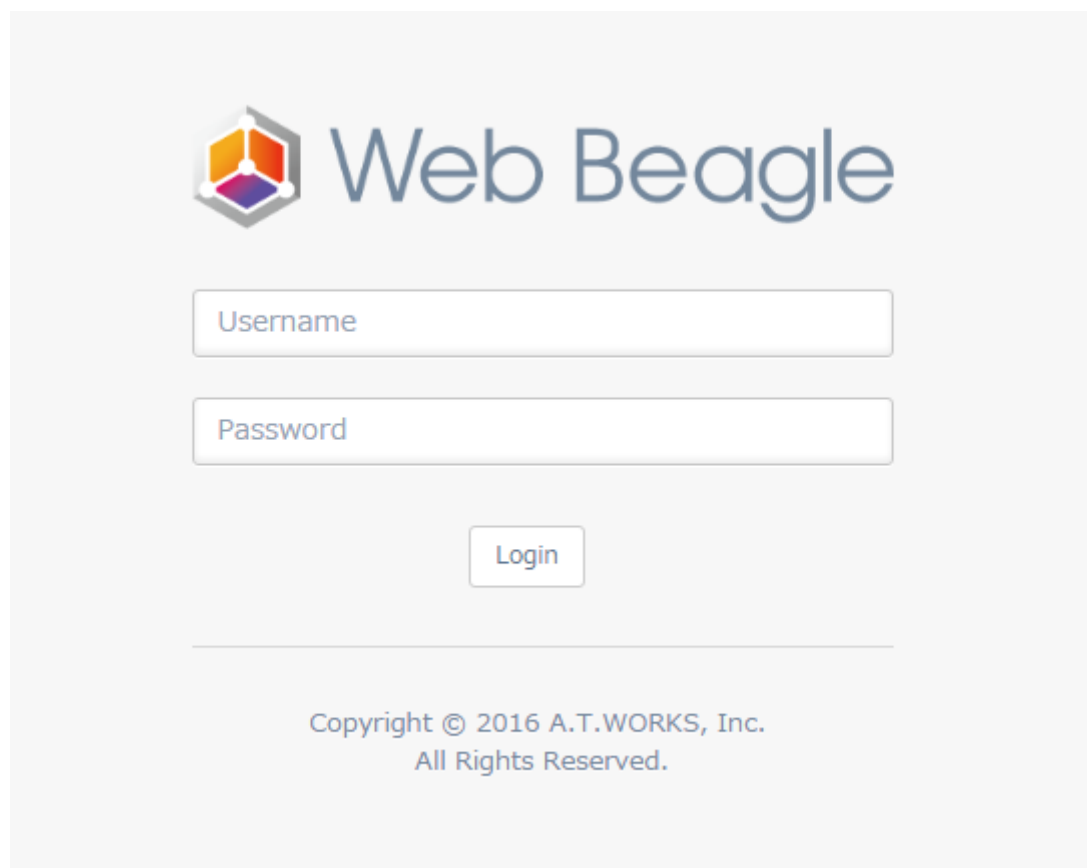 Web Beagle
Username
Password
Login
Copyright © 2016 A.T.WORKS, Inc.
All Rights Reserved.